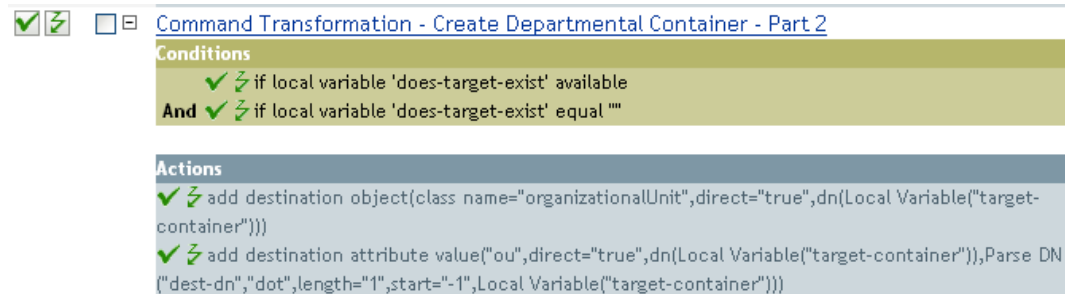 Command Transformation - Create Departmental Container - Part 2
Conditions
if local variable 'does-target-exist' available
And if local variable 'does-target-exist' equal ""
Actions
add destination object(class name="organizationalUnit",direct="true",dn(Local Variable("target-
container")))
add destination attribute value("ou",direct="true",dn(Local Variable("target-container")),Parse DN
("dest-dn","dot",length="1",start="-1",Local Variable("target-container")))